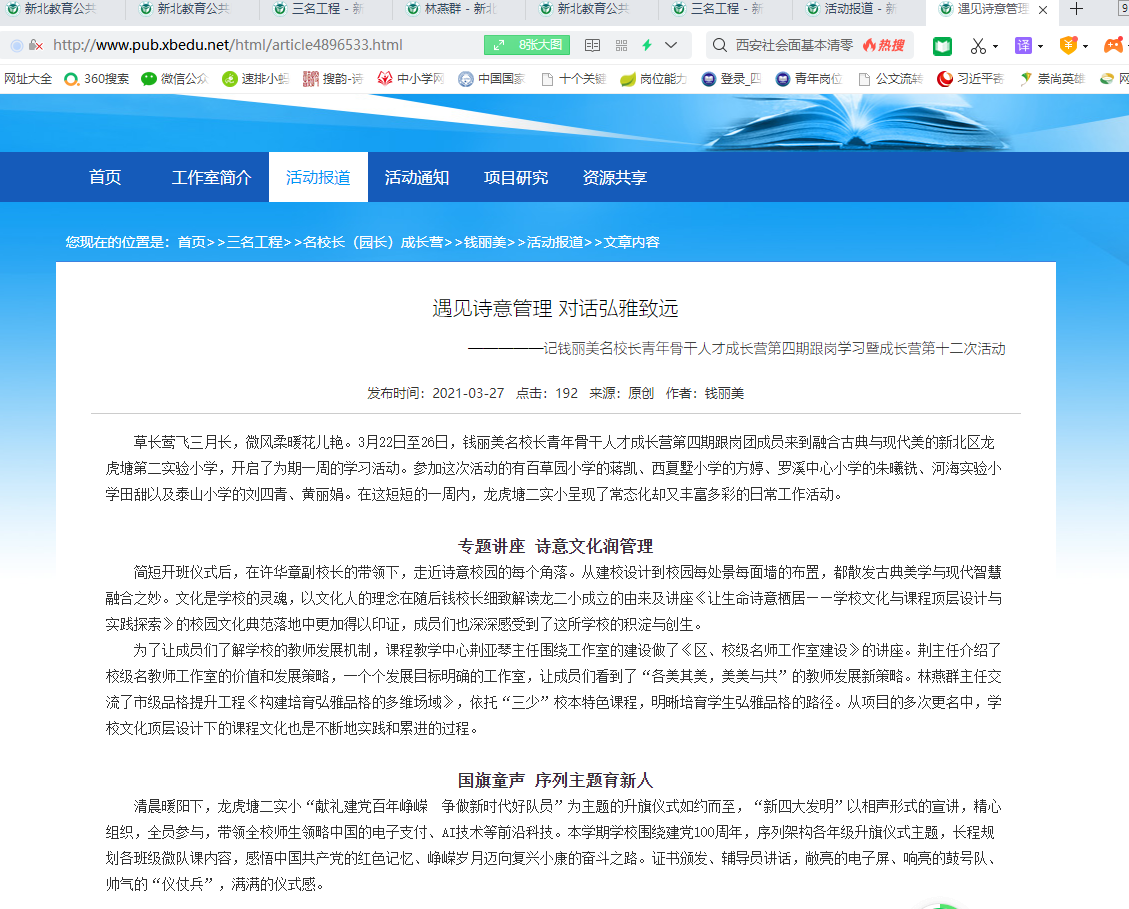 新北教育公共
新北教育公共
三名工程 - 新
林燕群 - 新北
新北教育公共
三名工程 - 新
活动报道 - 新
遇见诗意管理
http://www.pub.xbedu.net/html/article4896533.html
8张大图
西安社会面基本清零
热搜
译
网址大全
360搜索
微信公众
速排小蚂
搜韵-诗
中小学网
中国国家
十个关键
岗位能力
登录_四
青年岗位
公文流转
习近平表
崇尚英雄
首页
工作室简介
活动报道
活动通知
项目研究
资源共享
您现在的位置是：首页>>三名工程>>名校长（园长）成长营>>钱丽美>>活动报道>>文章内容
遇见诗意管理 对话弘雅致远
—————记钱丽美名校长青年骨干人才成长营第四期跟岗学习暨成长营第十二次活动
发布时间：2021-03-27 点击：192 来源：原创 作者：钱丽美
草长莺飞三月长，微风柔暖花儿艳。3月22日至26日，钱丽美名校长青年骨干人才成长营第四期跟岗团成员来到融合古典与现代美的新北区龙
虎塘第二实验小学，开启了为期一周的学习活动。参加这次活动的有百草园小学的蒋凯、西夏墅小学的方婷、罗溪中心小学的朱曦铣、河海实验小
学田甜以及泰山小学的刘四青、黄丽娟。在这短短的一周内，龙虎塘二实小呈现了常态化却又丰富多彩的日常工作活动。
专题讲座 诗意文化润管理
简短开班仪式后，在许华章副校长的带领下，走近诗意校园的每个角落。从建校设计到校园每处景每面墙的布置，都散发古典美学与现代智慧
融合之妙。文化是学校的灵魂，以文化人的理念在随后钱校长细致解读龙二小成立的由来及讲座《让生命诗意栖居——学校文化与课程顶层设计与
实践探索》的校园文化典范落地中更加得以印证，成员们也深深感受到了这所学校的积淀与创生。
为了让成员们了解学校的教师发展机制，课程教学中心荆亚琴主任围绕工作室的建设做了《区、校级名师工作室建设》的讲座。荆主任介绍了
校级名教师工作室的价值和发展策略，一个个发展目标明确的工作室，让成员们看到了“各美其美，美美与共”的教师发展新策略。林燕群主任交
流了市级品格提升工程《构建培育弘雅品格的多维场域》，依托“三少”校本特色课程，明晰培育学生弘雅品格的路径。从项目的多次更名中，学
校文化顶层设计下的课程文化也是不断地实践和累进的过程。
国旗童声 序列主题育新人
清晨暖阳下，龙虎塘二实小“献礼建党百年峥嵘 争做新时代好队员”为主题的升旗仪式如约而至，“新四大发明”以相声形式的宣讲，精心
组织，全员参与，带领全校师生领略中国的电子支付、AI技术等前沿科技。本学期学校围绕建党100周年，序列架构各年级升旗仪式主题，长程规
划各班级微队课内容，感悟中国共产党的红色记忆、峥嵘岁月迈向复兴小康的奋斗之路。证书颁发、辅导员讲话，敞亮的电子屏、响亮的鼓号队、
帅气的“仪仗兵”，满满的仪式感。